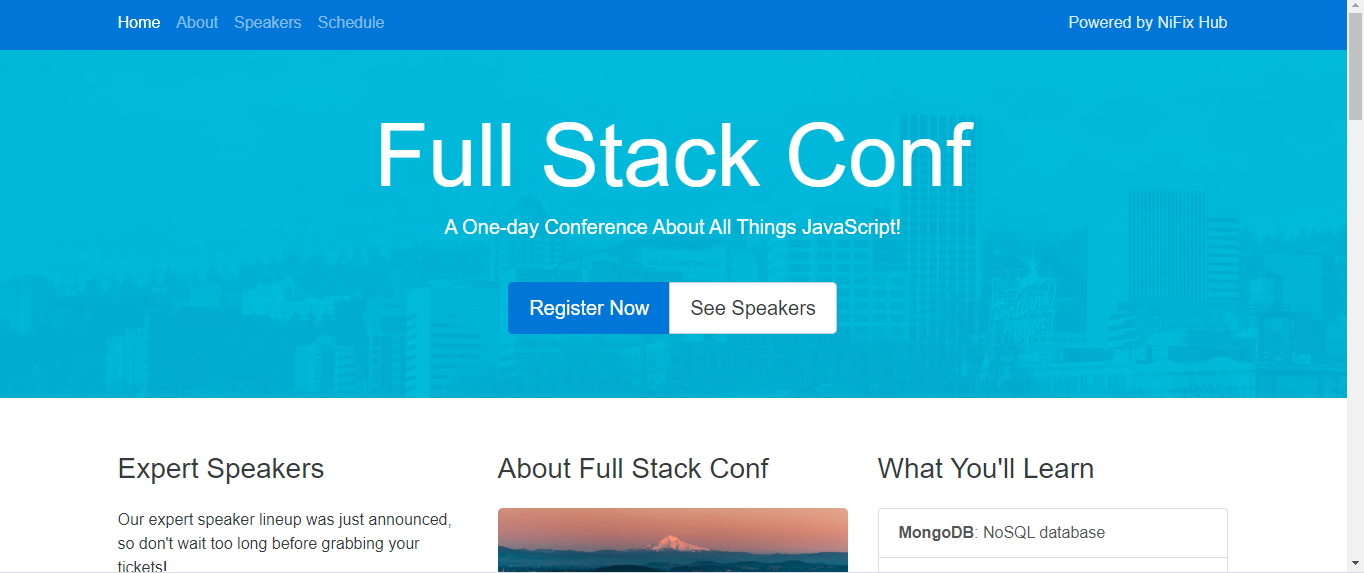 Home About Speakers Schedule Powered by NiFix Hub
Full Stack Conf
A One-day Conference About All Things JavaScript!
Register Now See Speakers
Expert Speakers
Our expert speaker lineup was just announced,
so don't wait too long before grabbing your
tickets!
About Full Stack Conf
What You'll Learn
MongoDB: NoSQL database